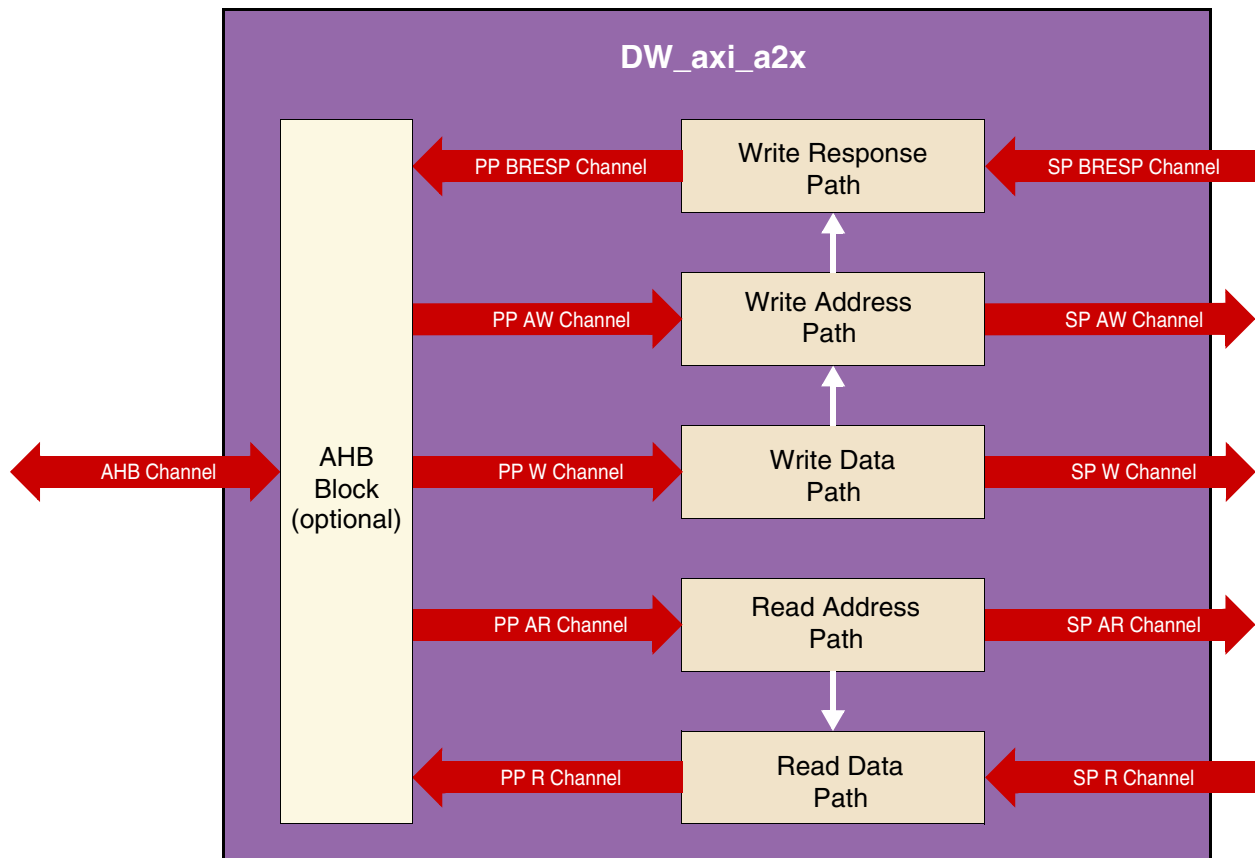 DW_axi_a2x
PP BRESP Channel
Write Response
Path
SP BRESP Channel
PP AW Channel
Write Address
Path
SP AW Channel
AHB Channel
AHB
Block
(optional)
PP W Channel
Write Data
Path
SP W Channel
PP AR Channel
Read Address
Path
SP AR Channel
PP R Channel
Read Data
Path
SP R Channel